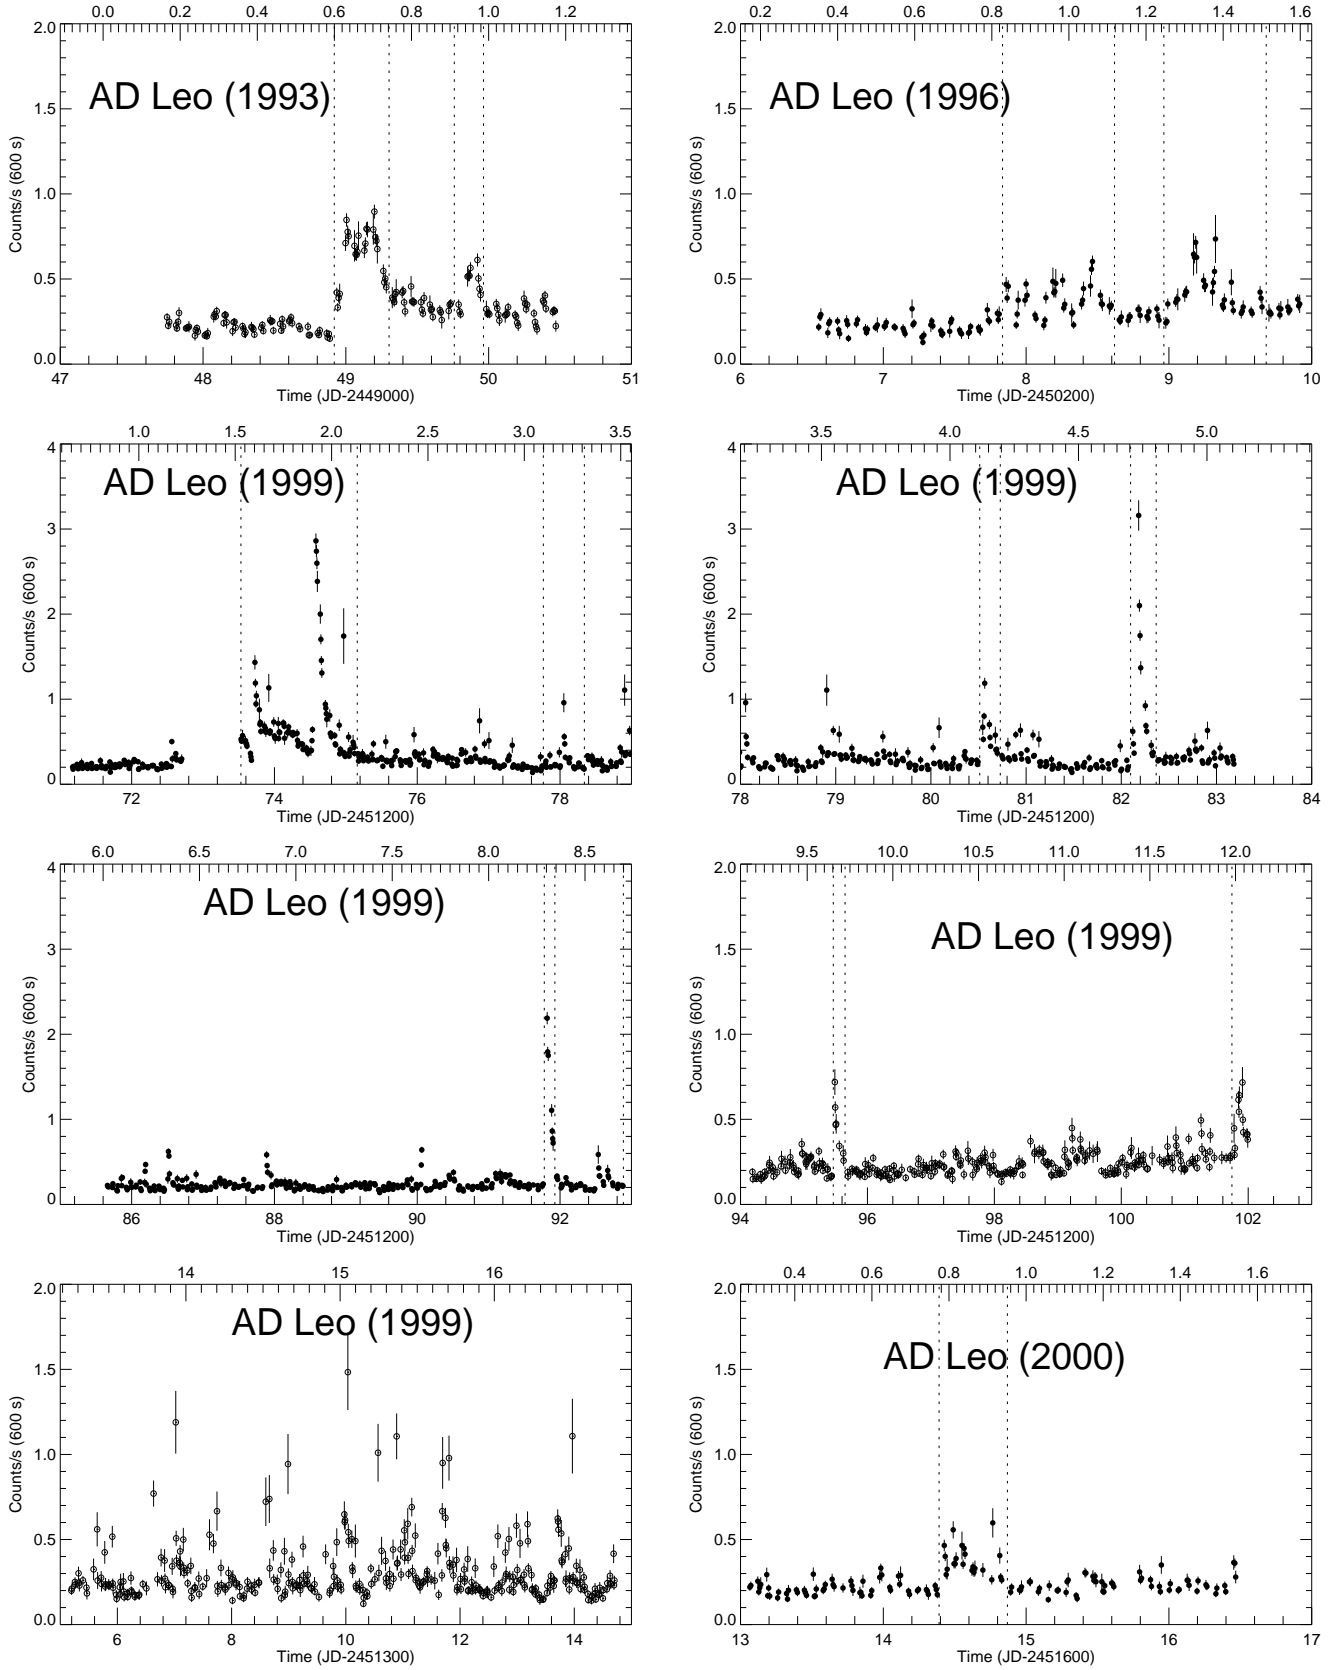 0.0 0.2 0.4 0.6 0.8 1.0 1.2
AD Leo (1993)
Counts/s (600 s)
2.0
1.5
1.0
0.5
0.0
47 48 49 50 51
Time (JD-2449000)
0.2 0.4 0.6 0.8 1.0 1.2 1.4 1.6
AD Leo (1996)
Counts/s (600 s)
2.0
1.5
1.0
0.5
0.0
6 7 8 9 10
Time (JD-2450200)
1.0 1.5 2.0 2.5 3.0 3.5
AD Leo (1999)
Counts/s (600 s)
4
3
2
1
0
72 74 76 78
Time (JD-2451200)
3.5 4.0 4.5 5.0
AD Leo (1999)
Counts/s (600 s)
4
3
2
1
0
78 79 80 81 82 83 84
Time (JD-2451200)
6.0 6.5 7.0 7.5 8.0 8.5
AD Leo (1999)
Counts/s (600 s)
4
3
2
1
0
86 88 90 92
Time (JD-2451200)
9.5 10.0 10.5 11.0 11.5 12.0
AD Leo (1999)
Counts/s (600 s)
2.0
1.5
1.0
0.5
0.0
94 96 98 100 102
Time (JD-2451200)
14 15 16
AD Leo (1999)
Counts/s (600 s)
2.0
1.5
1.0
0.5
0.0
6 8 10 12 14
Time (JD-2451300)
0.4 0.6 0.8 1.0 1.2 1.4 1.6
AD Leo (2000)
Counts/s (600 s)
2.0
1.5
1.0
0.5
0.0
13 14 15 16 17
Time (JD-2451600)